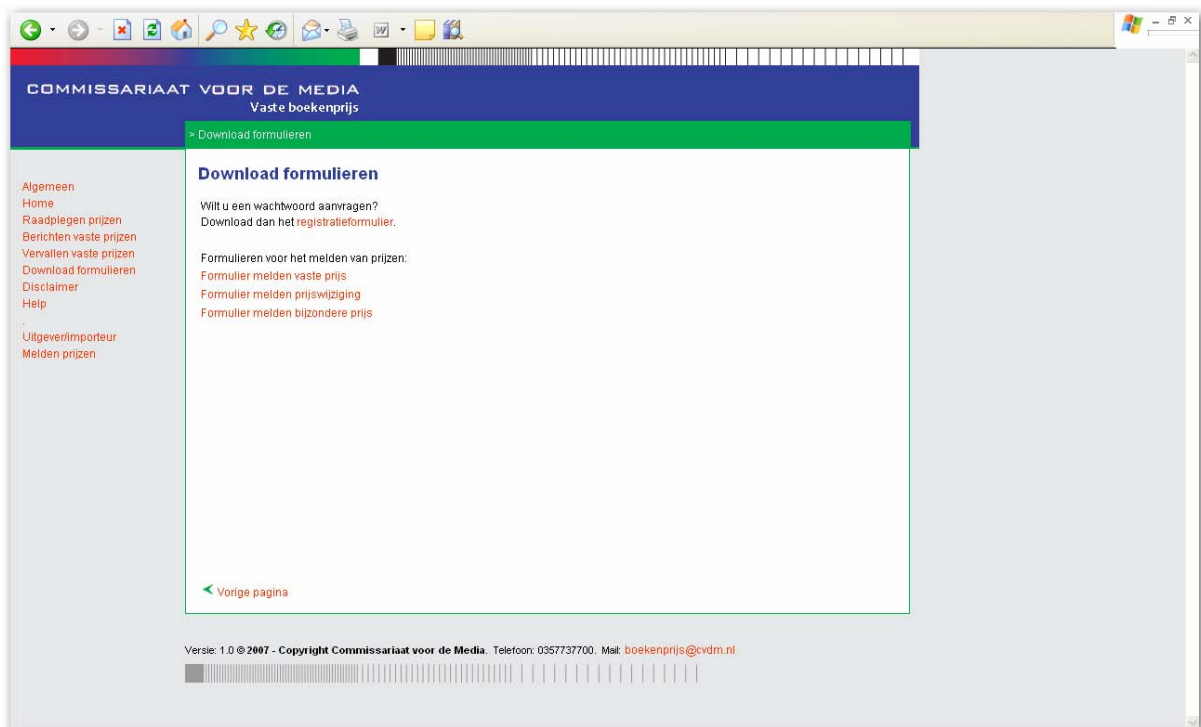 COMMISSARIAAT VOOR DE MEDIA
Vaste boekenprijs
> Download formulieren
Algemeen
Home
Raadplegen prijzen
Berichten vaste prijzen
Vervallen vaste prijzen
Download formulieren
Disclaimer
Help
.
Uitgever/importeur
Melden prijzen
Download formulieren
Wilt u een wachtwoord aanvragen?
Download dan het registratieformulier.
Formulieren voor het melden van prijzen:
Formulier melden vaste prijs
Formulier melden prijswijziging
Formulier melden bijzondere prijs
Vorige pagina
Versie: 1.0 © 2007 - Copyright Commissariaat voor de Media. Telefoon: 0357737700. Mail: boekenprijs@cvdm.nl